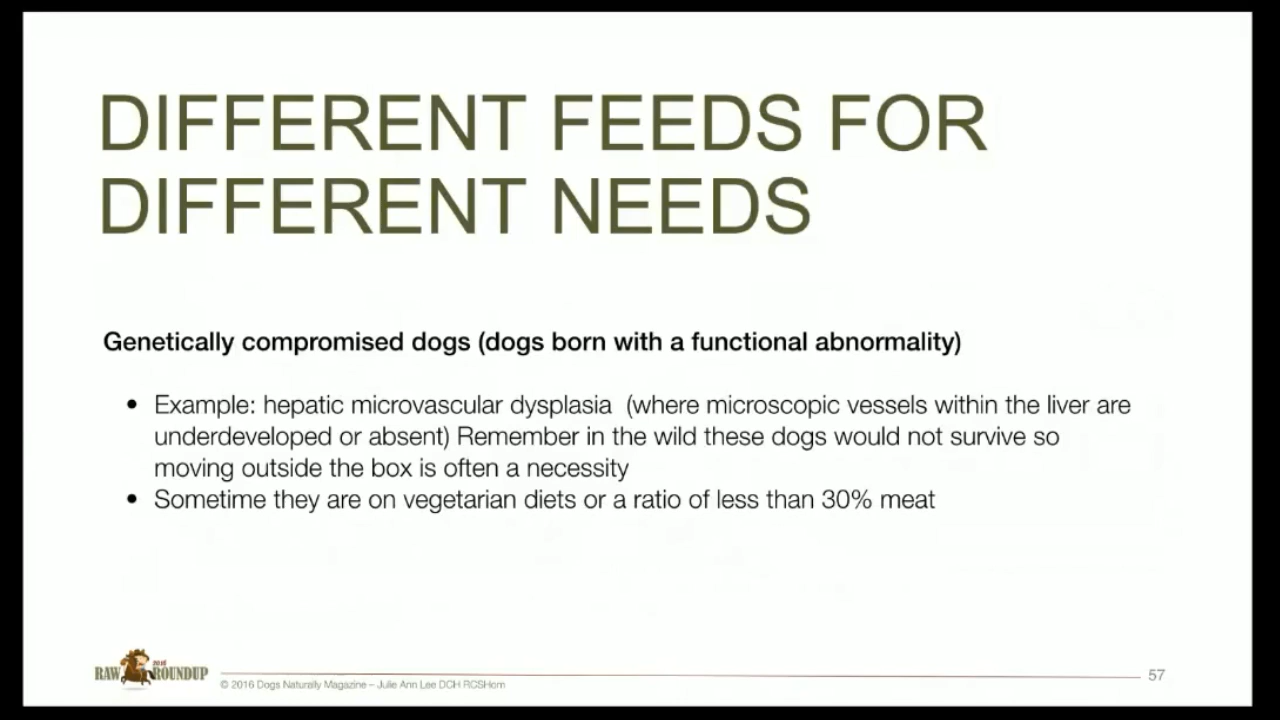 DIFFERENT FEEDS FOR
DIFFERENT NEEDS
Genetically compromised dogs (dogs born with a functional abnormality)
• Example: hepatic microvascular dysplasia (where microscopic vessels within the liver are
underdeveloped or absent) Remember in the wild these dogs would not survive so
moving outside the box is often a necessity
• Sometime they are on vegetarian diets or a ratio of less than 30% meat
RAW 2016 ROUNDUP
© 2016 Dogs Naturally Magazine – Julie Ann Lee DCH RCSHom
57